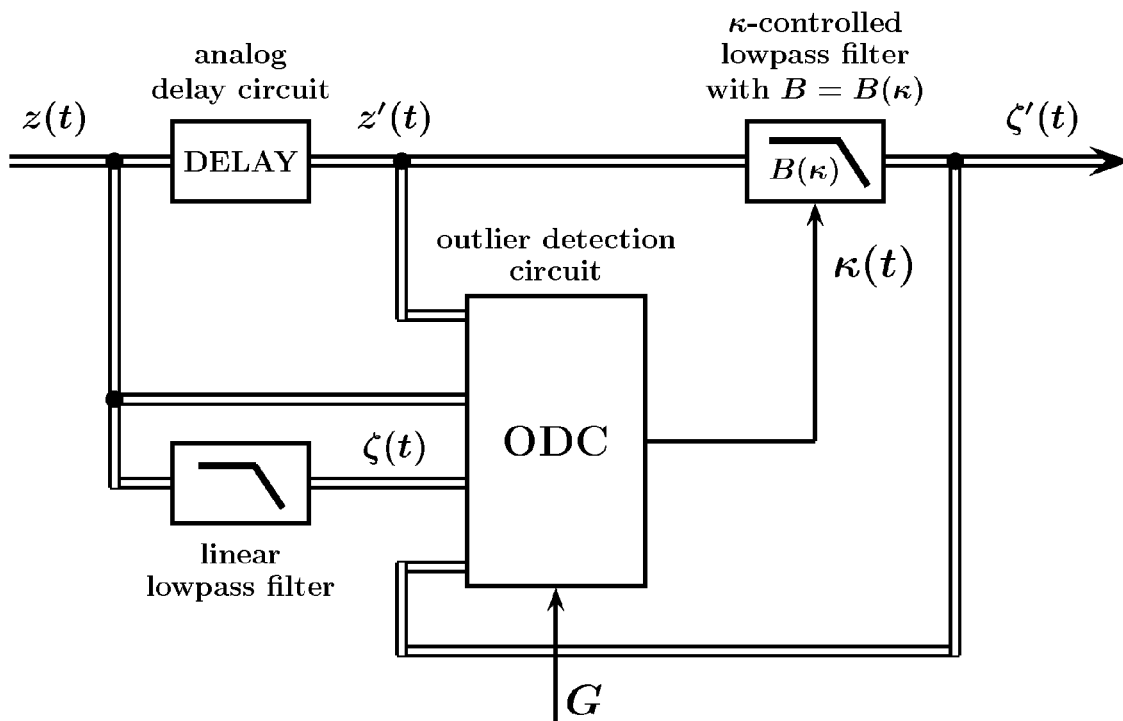 analog
delay circuit
κ-controlled
lowpass filter
with B = B(κ)
z(t)
z′(t)
ζ′(t)
DELAY
B(κ)
outlier detection
circuit
κ(t)
ζ(t)
ODC
linear
lowpass filter
G